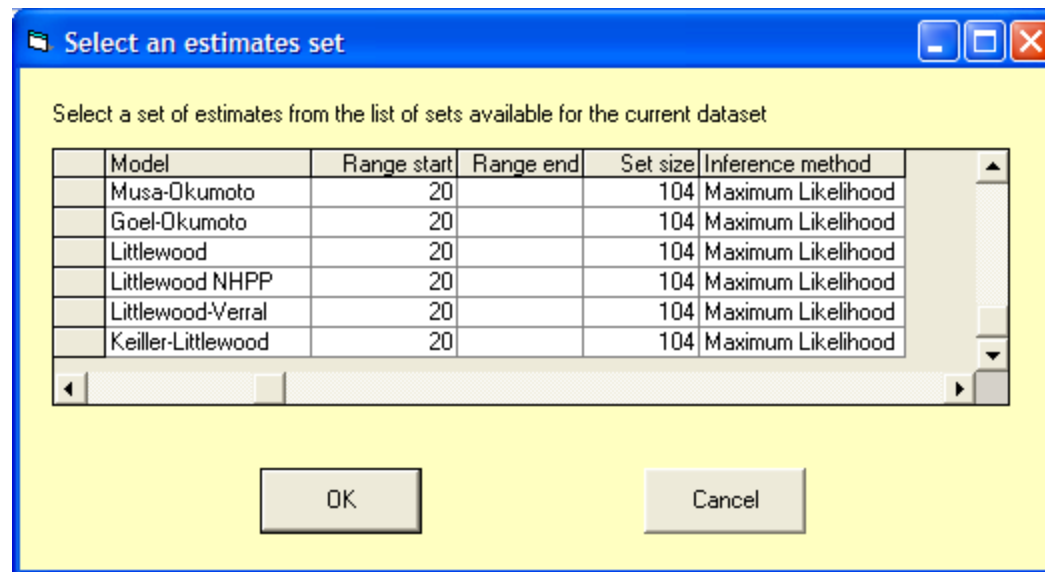 Select an estimates set
Select a set of estimates from the list of sets available for the current dataset
Model Range start Range end Set size Inference method
Musa-Okumoto 20 104 Maximum Likelihood
Goel-Okumoto 20 104 Maximum Likelihood
Littlewood 20 104 Maximum Likelihood
Littlewood NHPP 20 104 Maximum Likelihood
Littlewood-Verral 20 104 Maximum Likelihood
Keiller-Littlewood 20 104 Maximum Likelihood
OK Cancel